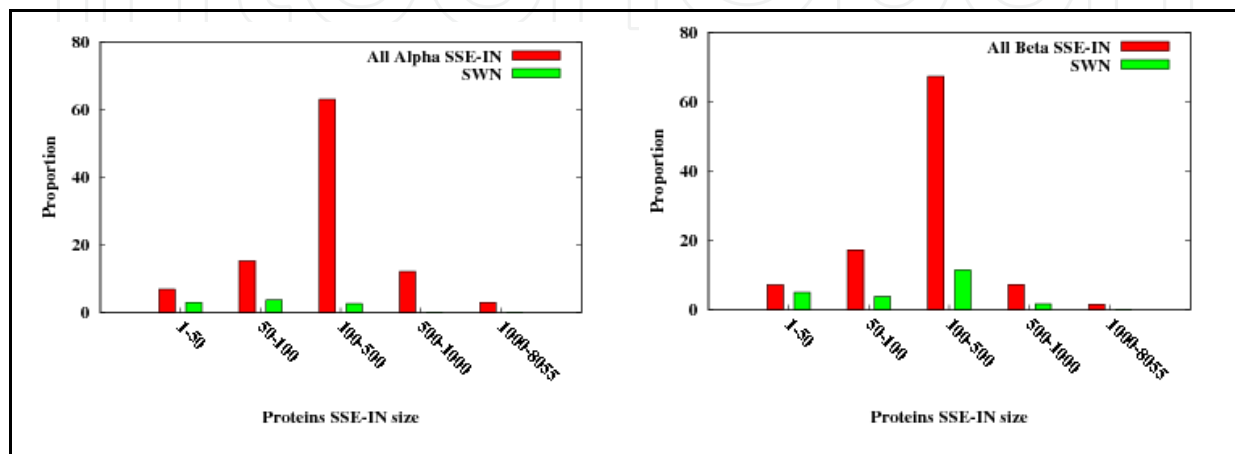 80
60
40
20
0
Proportion
All Alpha SSE-IN
SWN
1-50
50-100
100-500
500-1000
1000-8055
Proteins SSE-IN size
80
60
40
20
0
Proportion
All Beta SSE-IN
SWN
1-50
50-100
100-500
500-1000
1000-8055
Proteins SSE-IN size